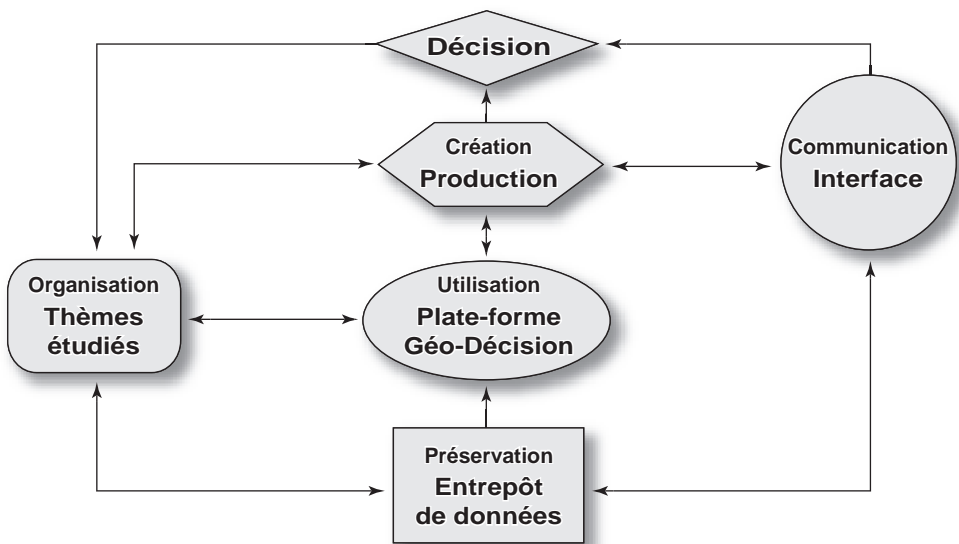 Décision
Création
Production
Communication
Interface
Organisation
Thèmes
étudiés
Utilisation
Plate-forme
Géo-Décision
Préservation
Entrepôt
de données